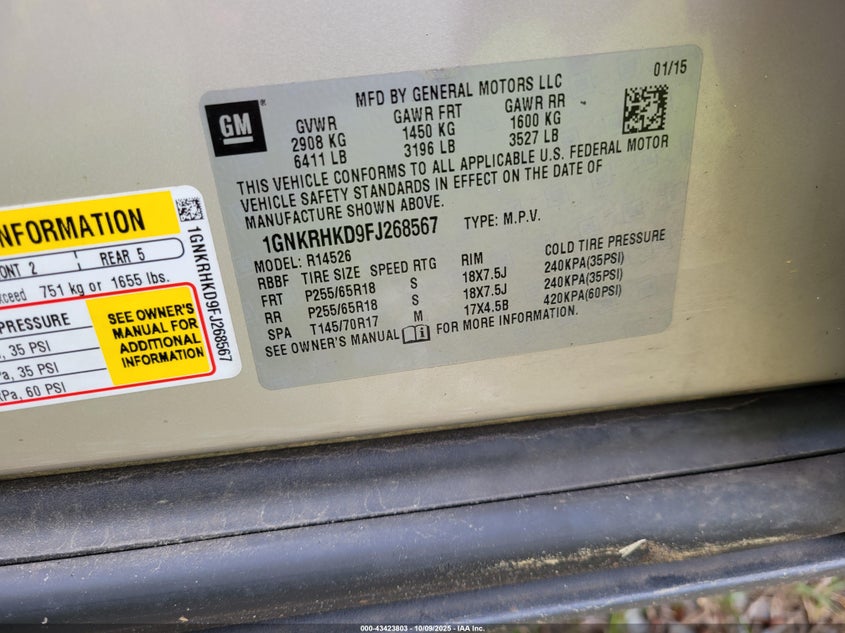 GM
MFD BY GENERAL MOTORS LLC 01/15
GVWR GAWR FRT GAWR RR
2908 KG 1450 KG 1600 KG
6411 LB 3196 LB 3527 LB
THIS VEHICLE CONFORMS TO ALL APPLICABLE U.S. FEDERAL MOTOR
VEHICLE SAFETY STANDARDS IN EFFECT ON THE DATE OF
MANUFACTURE SHOWN ABOVE.
1GNKRHKD9FJ268567 TYPE: M.P.V.
MODEL: R14526
RBBF TIRE SIZE SPEED RTG RIM COLD TIRE PRESSURE
FRT P255/65R18 S 18X7.5J 240KPA(35PSI)
RR P255/65R18 S 18X7.5J 240KPA(35PSI)
SPA T145/70R17 M 17X4.5B 420KPA(60PSI)
SEE OWNER'S MANUAL FOR MORE INFORMATION.
NFORMATION
ONT 2 REAR 5
xceed 751 kg or 1655 lbs.
PRESSURE
, 35 PSI
Pa, 35 PSI
kPa, 60 PSI
SEE OWNER'S
MANUAL FOR
ADDITIONAL
INFORMATION
1GNKRHKD9FJ268567
000-43423803 - 10/09/2025 - IAA Inc.